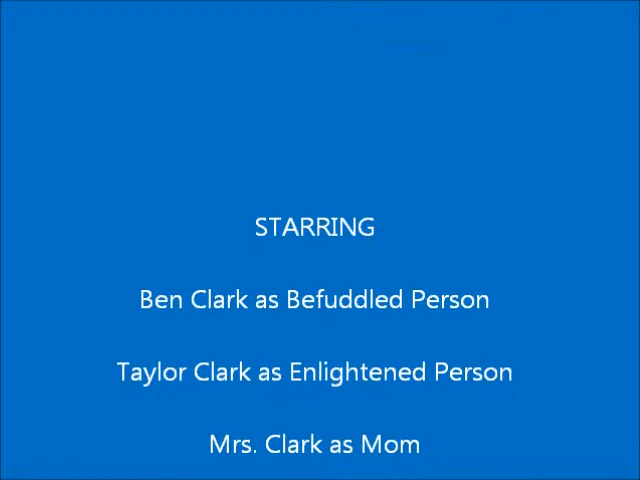 STARRING
Ben Clark as Befuddled Person
Taylor Clark as Enlightened Person
Mrs. Clark as Mom